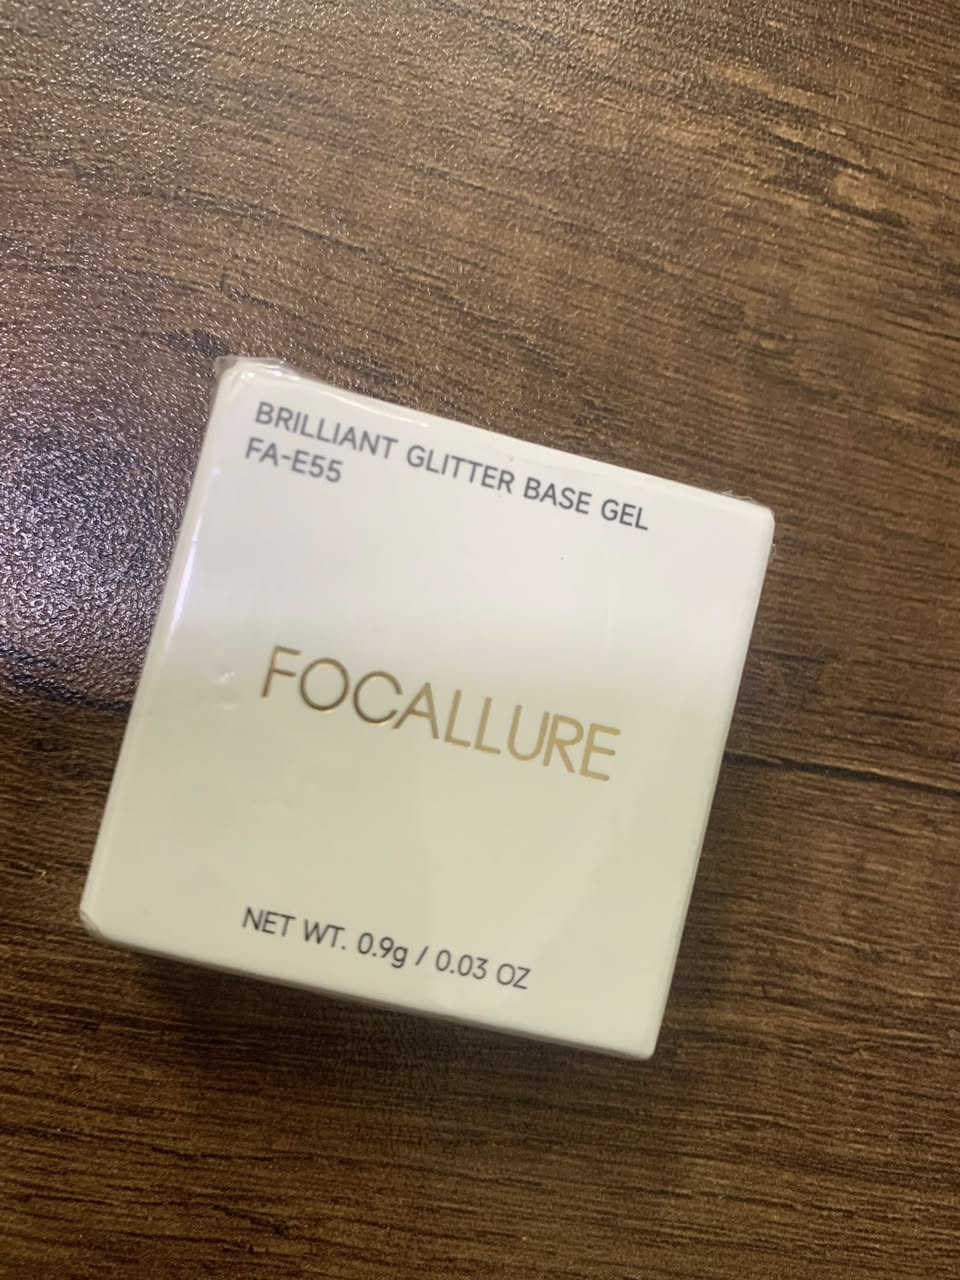 BRILLIANT GLITTER BASE GEL
FA-E55
FOCALLURE
NET WT. 0.9g / 0.03 OZ